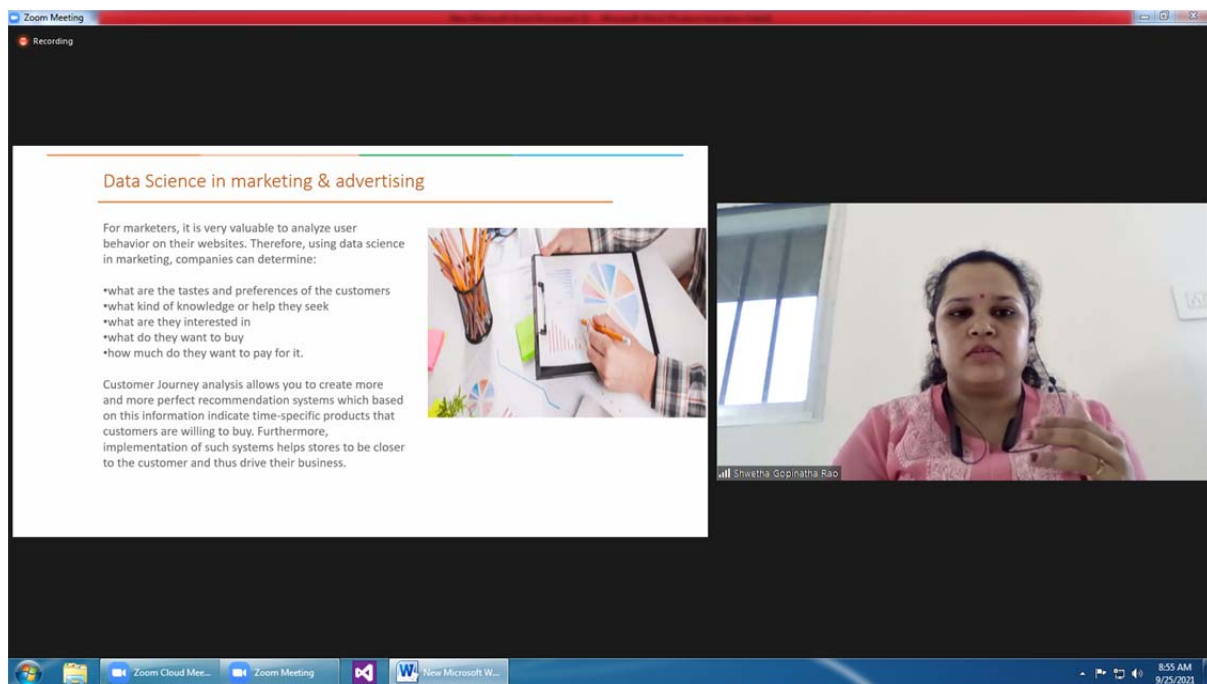 Zoom Meeting
Recording
Data Science in marketing & advertising
For marketers, it is very valuable to analyze user
behavior on their websites. Therefore, using data science
in marketing, companies can determine:
•what are the tastes and preferences of the customers
•what kind of knowledge or help they seek
•what are they interested in
•what do they want to buy
•how much do they want to pay for it.
Customer Journey analysis allows you to create more
and more perfect recommendation systems which based
on this information indicate time-specific products that
customers are willing to buy. Furthermore,
implementation of such systems helps stores to be closer
to the customer and thus drive their business.
Shwetha Gopinatha Rao
Zoom Cloud Mee...
Zoom Meeting
New Microsoft W...
8:55 AM
9/25/2021